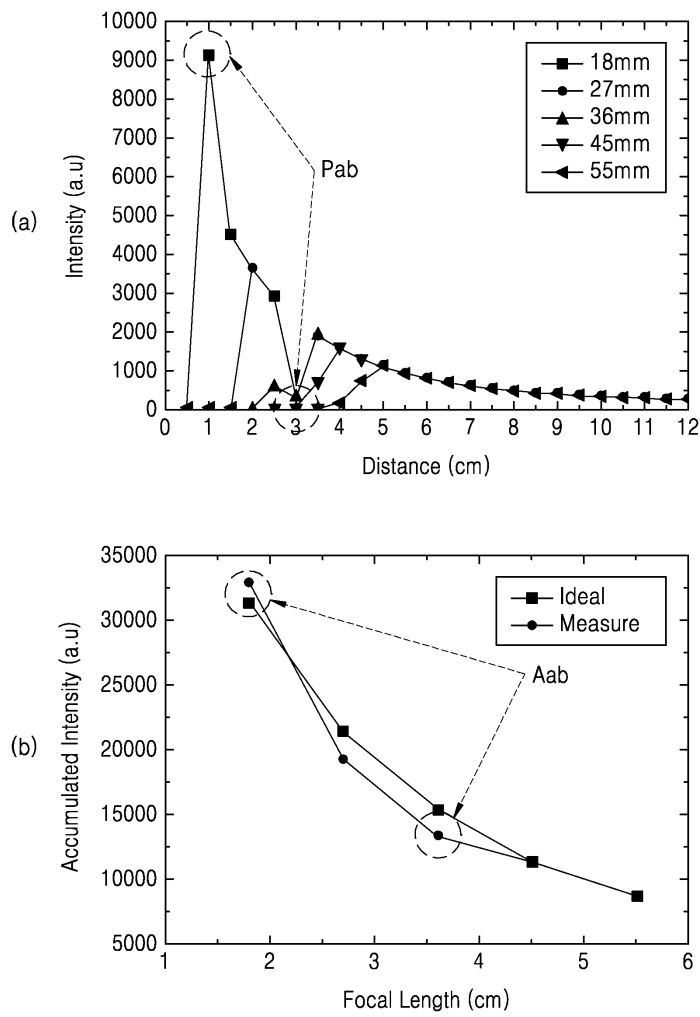 (a)
Intensity (a.u)
10000
9000
8000
7000
6000
5000
4000
3000
2000
1000
0
18mm
27mm
36mm
45mm
55mm
Pab
0 1 2 3 4 5 6 7 8 9 10 11 12
Distance (cm)
(b)
Accumulated Intensity (a.u)
35000
30000
25000
20000
15000
10000
5000
Ideal
Measure
Aab
1 2 3 4 5 6
Focal Length (cm)